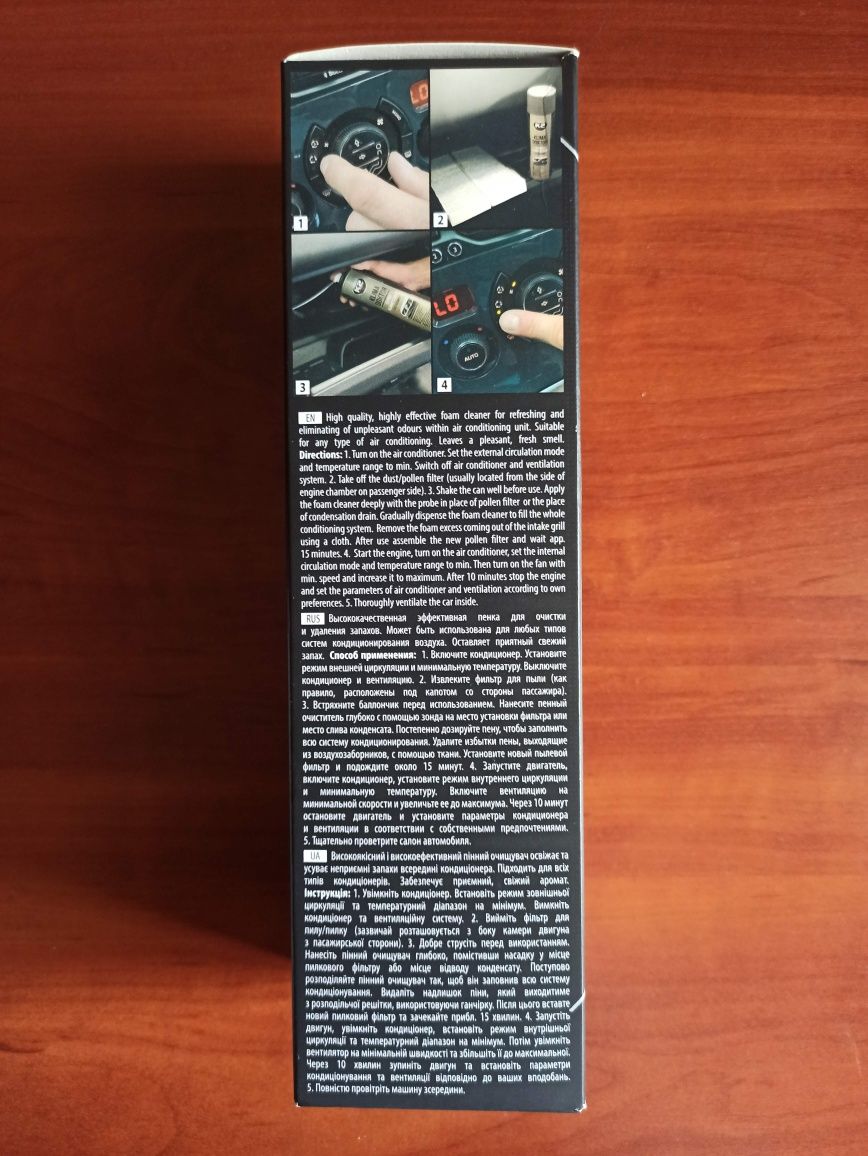 LO
AUTO
1
K2
KLIMA
DOCTOR
2
K2
KLIMA
DOCTOR
3
LO
AUTO
4
EN High quality, highly effective foam cleaner for refreshing and
eliminating of unpleasant odours within air conditioning unit. Suitable
for any type of air conditioning. Leaves a pleasant, fresh smell.
Directions: 1. Turn on the air conditioner. Set the external circulation mode
and temperature range to min. Switch off air conditioner and ventilation
system. 2. Take off the dust/pollen filter (usually located from the side of
engine chamber on passenger side). 3. Shake the can well before use. Apply
the foam cleaner deeply with the probe in place of pollen filter or the place
of condensation drain. Gradually dispense the foam cleaner to fill the whole
conditioning system. Remove the foam excess coming out of the intake grill
using a cloth. After use assemble the new pollen filter and wait app.
15 minutes. 4. Start the engine, turn on the air conditioner, set the internal
circulation mode and temperature range to min. Then turn on the fan with
min. speed and increase it to maximum. After 10 minutes stop the engine
and set the parameters of air conditioner and ventilation according to own
preferences. 5. Thoroughly ventilate the car inside.
RUS Высококачественная эффективная пенка для очистки
и удаления запахов. Может быть использована для любых типов
систем кондиционирования воздуха. Оставляет приятный свежий
запах. Способ применения: 1. Включите кондиционер. Установите
режим внешней циркуляции и минимальную температуру. Выключите
кондиционер и вентиляцию. 2. Извлеките фильтр для пыли (как
правило, расположены под капотом со стороны пассажира).
3. Встряхните баллончик перед использованием. Нанесите пенный
очиститель глубоко с помощью зонда на место установки фильтра или
место слива конденсата. Постепенно дозируйте пену, чтобы заполнить
всю систему кондиционирования. Удалите избытки пены, выходящие
из воздухозаборников, с помощью ткани. Установите новый пылевой
фильтр и подождите около 15 минут. 4. Запустите двигатель,
включите кондиционер, установите режим внутреннего циркуляции
и минимальную температуру. Включите вентиляцию на
минимальной скорости и увеличьте ее до максимума. Через 10 минут
остановите двигатель и установите параметры кондиционера
и вентиляции в соответствии с собственными предпочтениями.
5. Тщательно проветрите салон автомобиля.
UA Високоякісний і високоефективний пінний очищувач освіжає та
усуває неприємні запахи всередині кондиціонера. Підходить для всіх
типів кондиціонерів. Забезпечує приємний, свіжий аромат.
Інструкція: 1. Увімкніть кондиціонер. Встановіть режим зовнішньої
циркуляції та температурний діапазон на мінімум. Вимкніть
кондиціонер та вентиляційну систему. 2. Вийміть фільтр для
пилу/пилку (зазвичай розташовується з боку камери двигуна
з пасажирської сторони). 3. Добре струсіть перед використанням.
Нанесіть пінний очищувач глибоко, помістивши насадку у місце
пилкового фільтру або місце відводу конденсату. Поступово
розподіляйте пінний очищувач так, щоб він заповнив всю систему
кондиціонування. Видаліть надлишок піни, який виходитиме
з розподільчої решітки, використовуючи ганчірку. Після цього вставте
новий пилковий фільтр та зачекайте прибл. 15 хвилин. 4. Запустіть
двигун, увімкніть кондиціонер, встановіть режим внутрішньої
циркуляції та температурний діапазон на мінімум. Потім увімкніть
вентилятор на мінімальній швидкості та збільшіть її до максимальної.
Через 10 хвилин зупиніть двигун та встановіть параметри
кондиціонування та вентиляції відповідно до ваших вподобань.
5. Повністю провітріть машину зсередини.